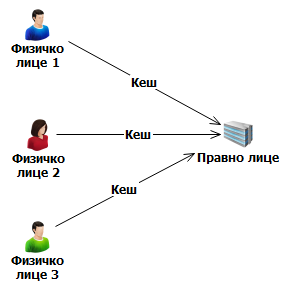 Физичко
лице 1
Кеш
Физичко
лице 2
Кеш
Правно лице
Кеш
Физичко
лице 3